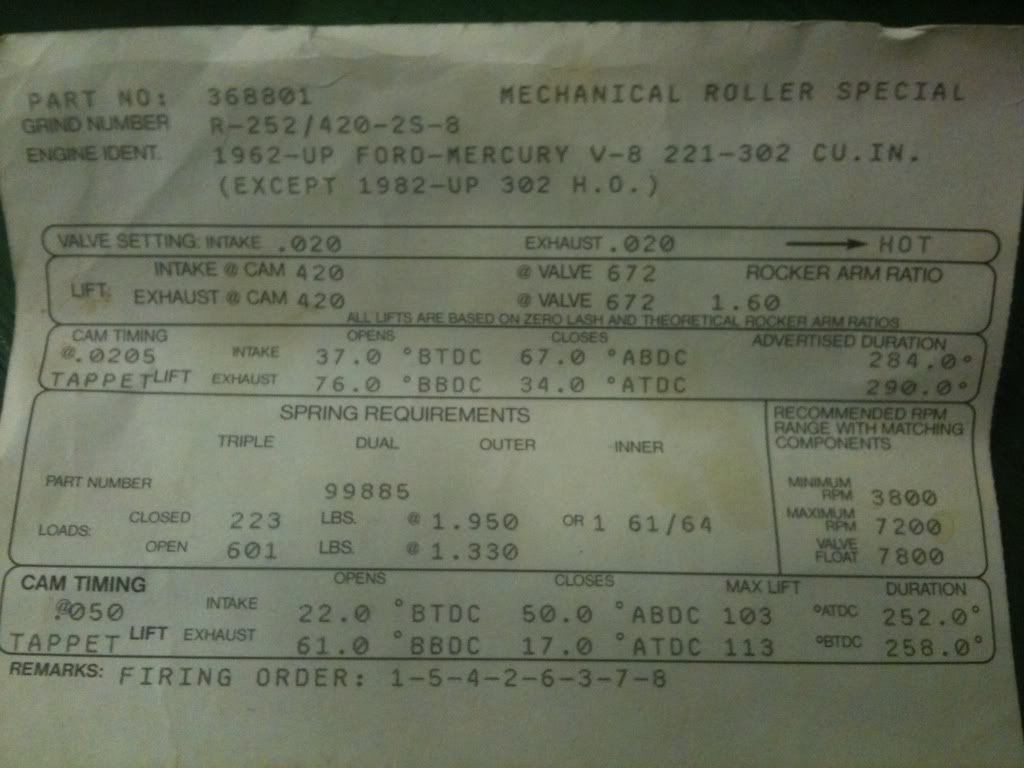 PART NO: 368801 MECHANICAL ROLLER SPECIAL
GRIND NUMBER R-252/420-2S-8
ENGINE IDENT. 1962-UP FORD-MERCURY V-8 221-302 CU.IN.
(EXCEPT 1982-UP 302 H.O.)
VALVE SETTING: INTAKE .020 EXHAUST .020 HOT
INTAKE @ CAM 420 @ VALVE 672 ROCKER ARM RATIO
LIFT:
EXHAUST @ CAM 420 @ VALVE 672 1.60
ALL LIFTS ARE BASED ON ZERO LASH AND THEORETICAL ROCKER ARM RATIOS
CAM TIMING OPENS CLOSES ADVERTISED DURATION
@.0205 INTAKE 37.0 °BTDC 67.0 °ABDC 284.0°
TAPPET LIFT EXHAUST 76.0 °BBDC 34.0 °ATDC 290.0°
SPRING REQUIREMENTS
TRIPLE DUAL OUTER INNER
PART NUMBER 99885
LOADS: CLOSED 223 LBS. @ 1.950 OR 1 61/64
OPEN 601 LBS. @ 1.330
RECOMMENDED RPM
RANGE WITH MATCHING
COMPONENTS
MINIMUM
RPM 3800
MAXIMUM
RPM 7200
VALVE
FLOAT 7800
CAM TIMING OPENS CLOSES MAX LIFT DURATION
@.050 INTAKE 22.0 °BTDC 50.0 °ABDC 103 °ATDC 252.0°
TAPPET LIFT EXHAUST 61.0 °BBDC 17.0 °ATDC 113 °BTDC 258.0°
REMARKS: FIRING ORDER: 1-5-4-2-6-3-7-8